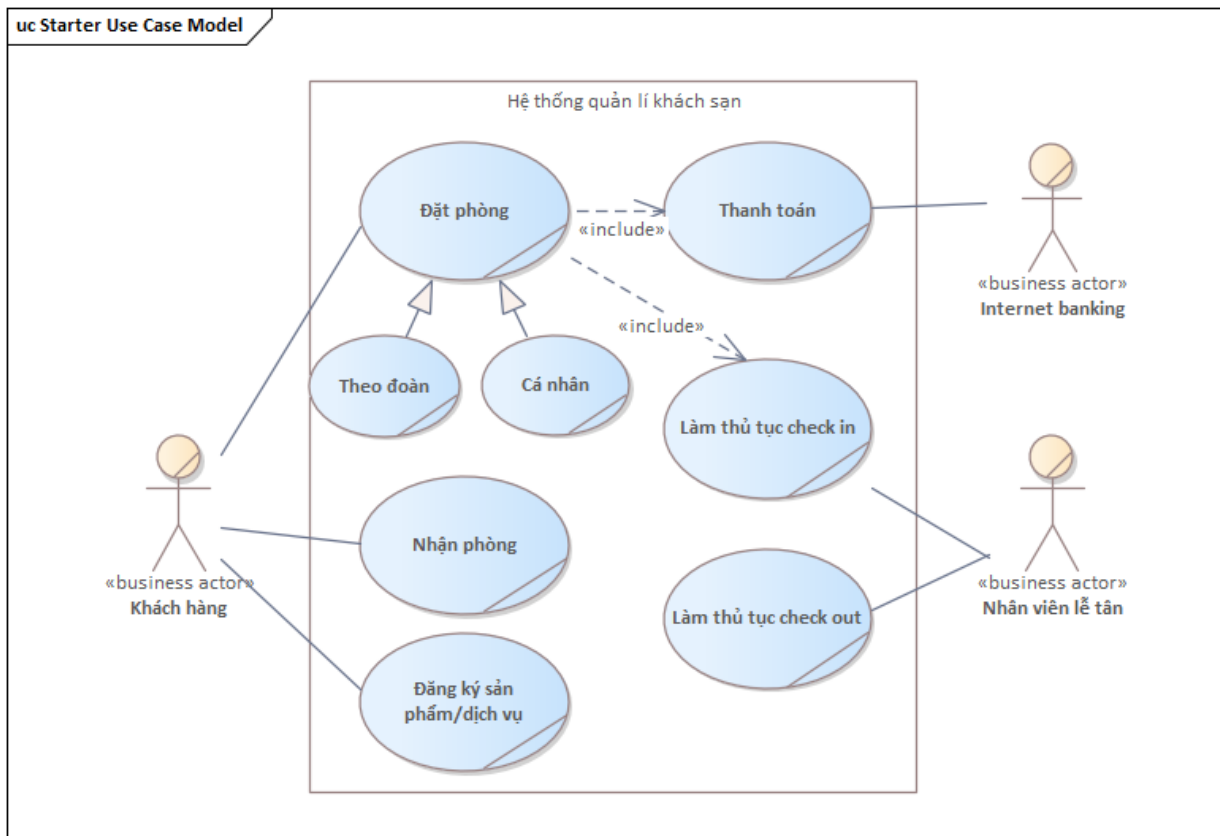 uc Starter Use Case Model
Hệ thống quản lí khách sạn
Đặt phòng
Thanh toán
«include»
«business actor»
Internet banking
«include»
Theo đoàn
Cá nhân
Làm thủ tục check in
Nhận phòng
«business actor»
Khách hàng
«business actor»
Nhân viên lễ tân
Làm thủ tục check out
Đăng ký sản
phẩm/dịch vụ